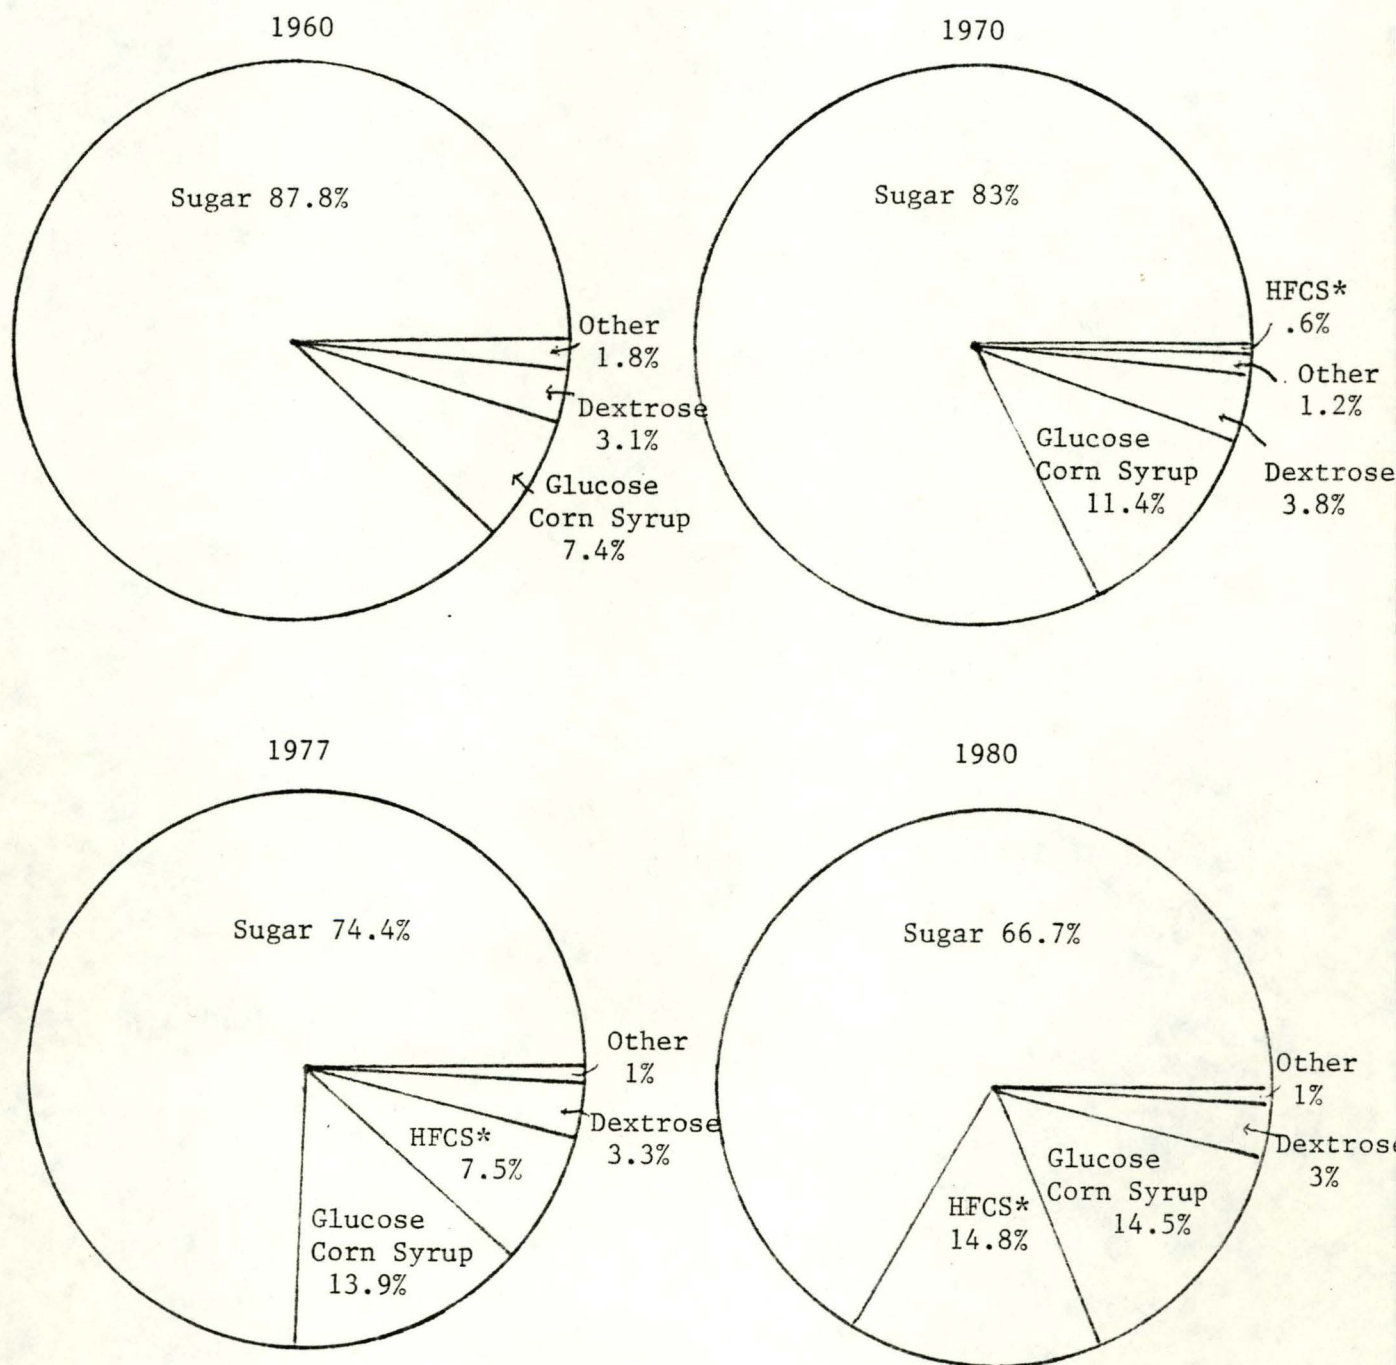 1960
Sugar 87.8%
Other
1.8%
Dextrose
3.1%
Glucose
Corn Syrup
7.4%
1970
Sugar 83%
HFCS*
.6%
Other
1.2%
Dextrose
3.8%
Glucose
Corn Syrup
11.4%
1977
Sugar 74.4%
Other
1%
Dextrose
3.3%
HFCS*
7.5%
Glucose
Corn Syrup
13.9%
1980
Sugar 66.7%
Other
1%
Dextrose
3%
Glucose
Corn Syrup
14.5%
HFCS*
14.8%